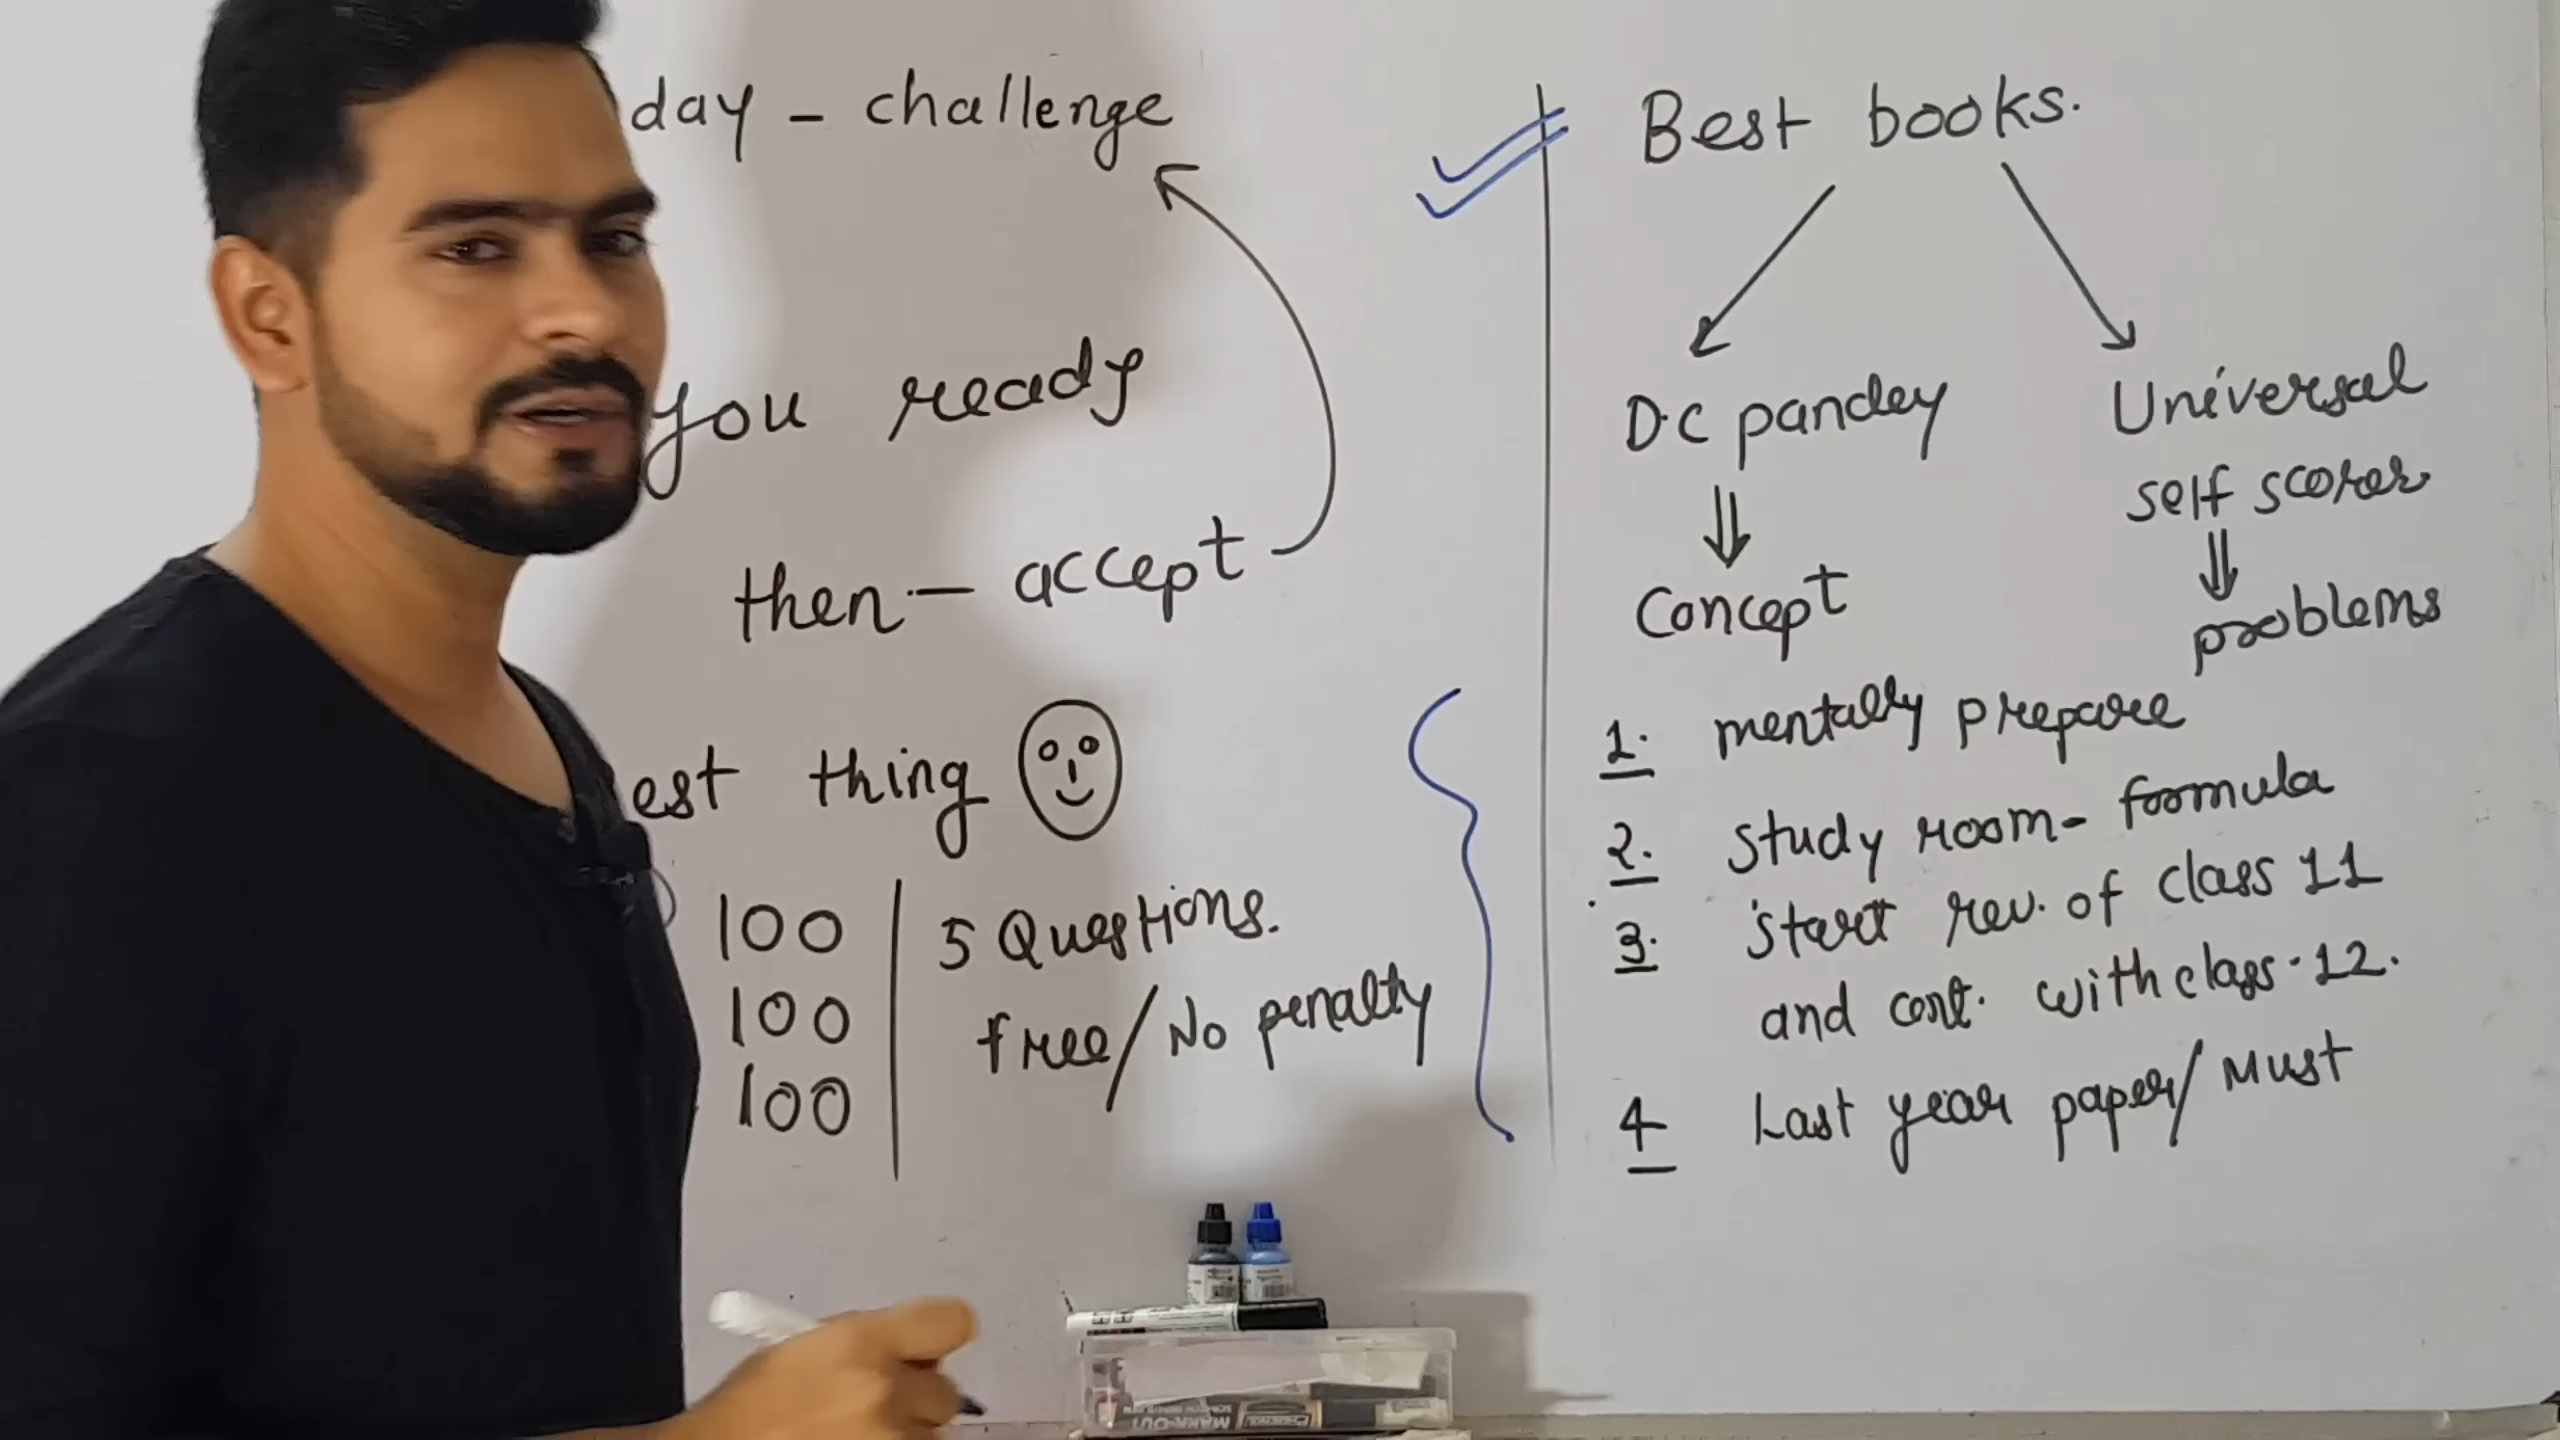 day - challenge
you ready
then - accept
est thing
100
100
100
5 Questions.
free/No penalty
Best books.
D.C pandey
Concept
Universal
self scorer
problems
1. mentally prepare
2. study room - formula
3. start rev. of class 11
and cont. with class - 12.
4 Last year paper/Must
MARK-OUT